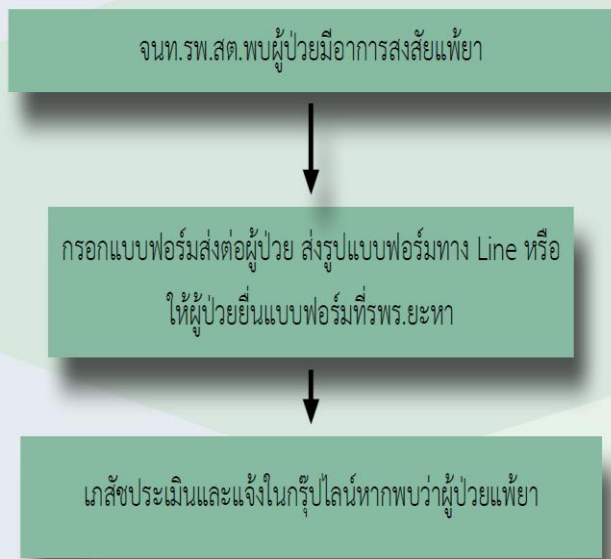 จนท.รพ.สต.พบผู้ป่วยมีอาการสงสัยแพ้ยา
กรอกแบบฟอร์มส่งต่อผู้ป่วย ส่งรูปแบบฟอร์มทาง Line หรือ
ให้ผู้ป่วยยื่นแบบฟอร์มที่รพร.ยะหา
เภสัชประเมินและแจ้งในกรุ๊ปไลน์หากพบว่าผู้ป่วยแพ้ยา